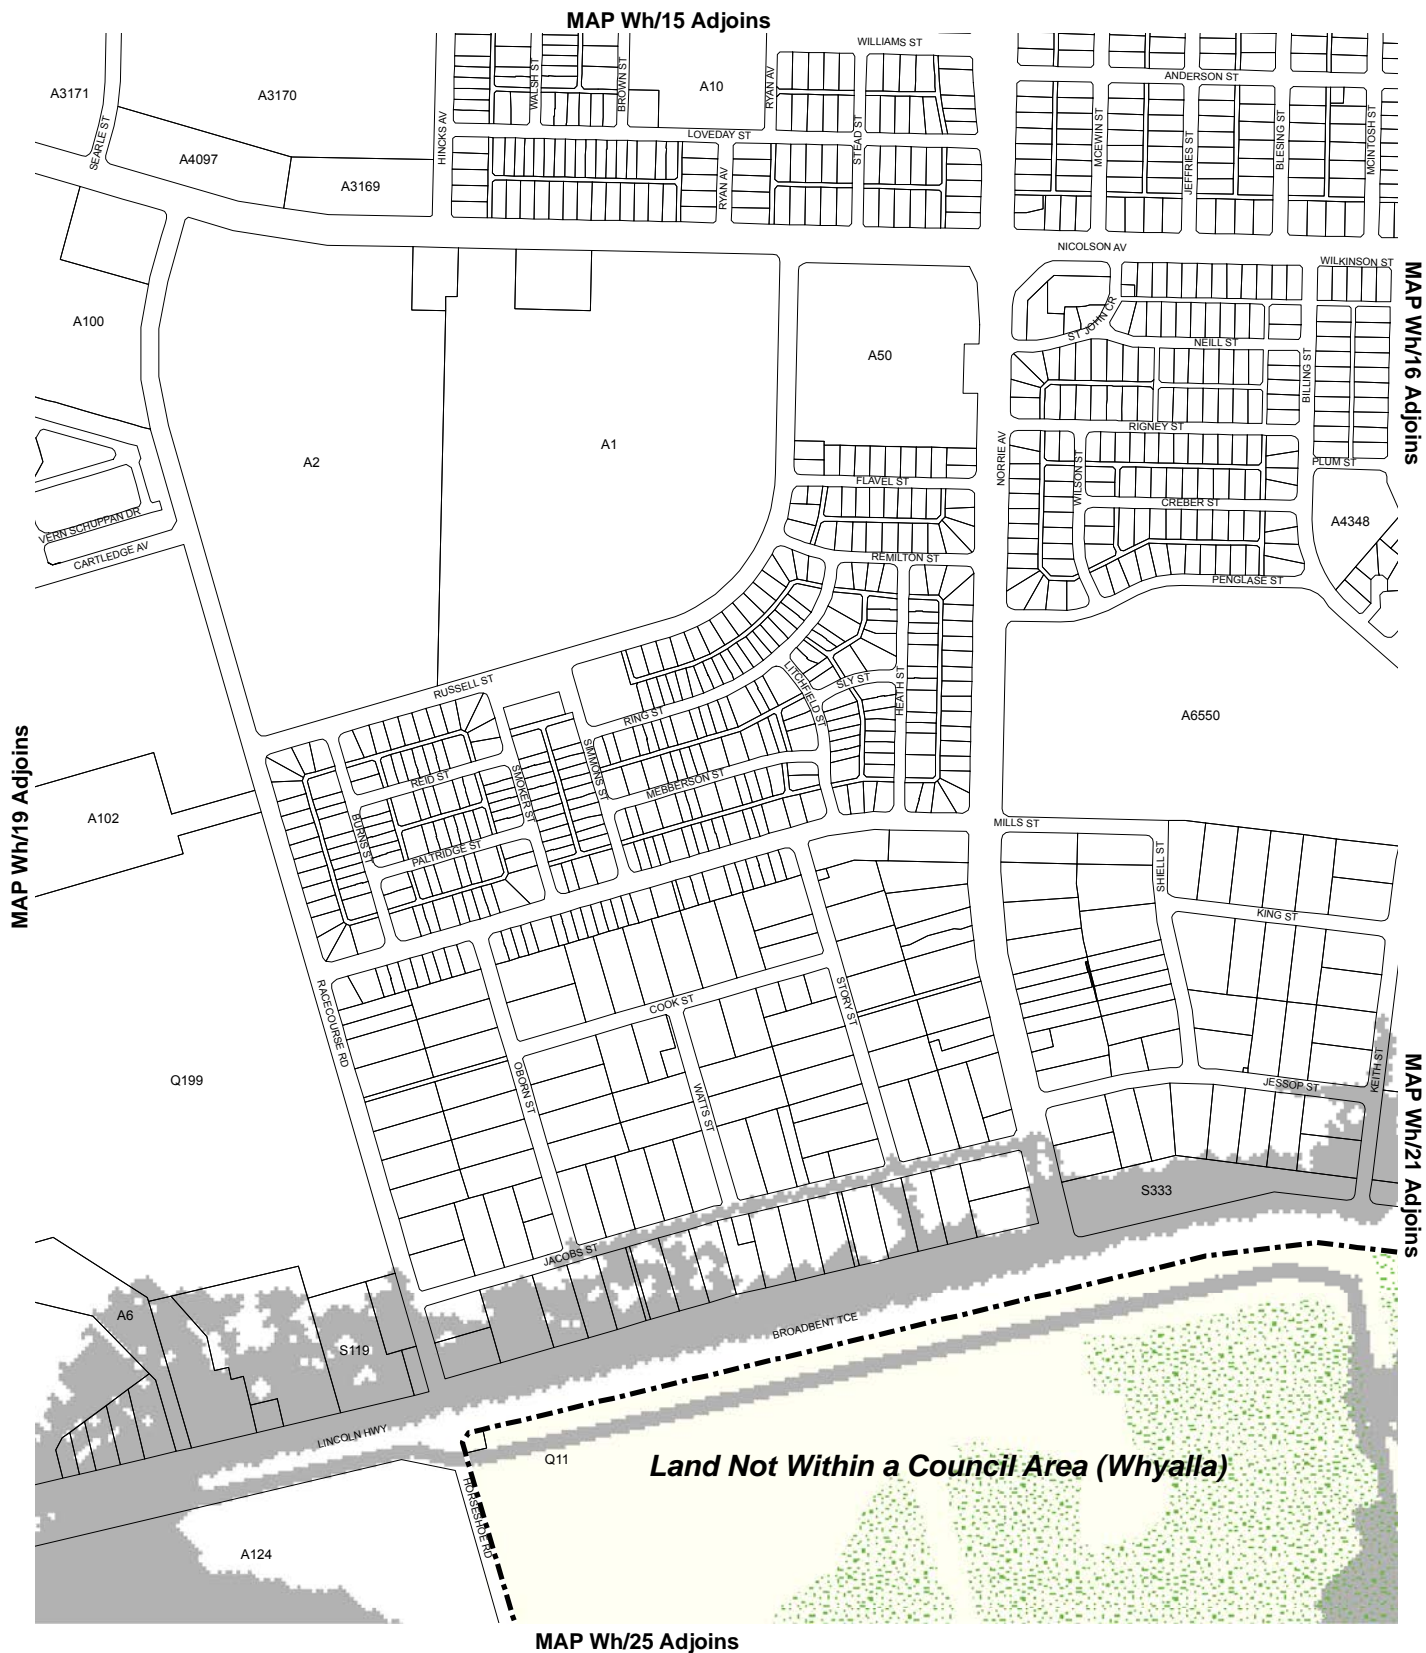 MAP Wh/15 Adjoins
WILLIAMS ST
ANDERSON ST
A3171
A3170
A10
WALSH ST
BROWN ST
RYAN AV
SEARLE ST
HINCKS AV
LOVEDAY ST
STEAD ST
MCEWIN ST
JEFFRIES ST
BLESING ST
MCINTOSH ST
A4097
A3169
RYAN AV
NICOLSON AV
WILKINSON ST
MAP Wh/16 Adjoins
A100
ST JOHN CR
NEILL ST
A50
BILLING ST
RIGNEY ST
A2
A1
NORRIE AV
WILSON ST
PLUM ST
FLAVEL ST
CREBER ST
A4348
VERN SCHUPPAN DR
CARTLEDGE AV
REMILTON ST
PENGLASE ST
RUSSELL ST
LITCHFIELD ST
SLY ST
HEATH ST
RING ST
A6550
MAP Wh/19 Adjoins
REID ST
SMOKER ST
SIMMONS ST
MEBBERSON ST
A102
BURNS ST
PALTRIDGE ST
MILLS ST
SHIELL ST
KING ST
RACECOURSE RD
COOK ST
STORY ST
Q199
OBORN ST
WATTS ST
JESSOP ST
KEITH ST
MAP Wh/21 Adjoins
S333
JACOBS ST
A6
S119
BROADBENT TCE
LINCOLN HWY
Q11
Land Not Within a Council Area (Whyalla)
HORSESHOE RD
A124
MAP Wh/25 Adjoins